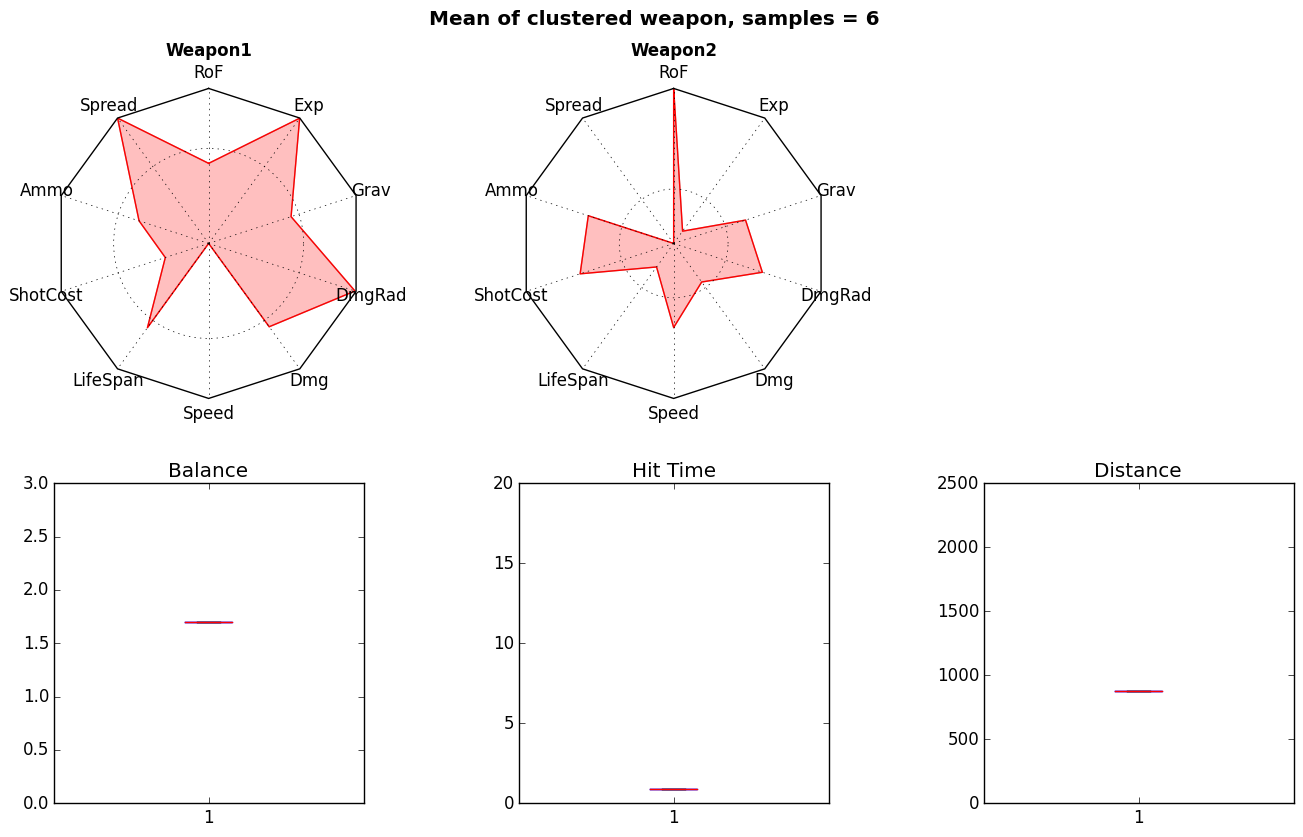 Mean of clustered weapon, samples = 6
Weapon1
RoF
Spread
Exp
Ammo
Grav
ShotCost
DmgRad
LifeSpan
Dmg
Speed
Weapon2
RoF
Spread
Exp
Ammo
Grav
ShotCost
DmgRad
LifeSpan
Dmg
Speed
Balance
3.0
2.5
2.0
1.5
1.0
0.5
0.0
1
Hit Time
20
15
10
5
0
1
Distance
2500
2000
1500
1000
500
0
1